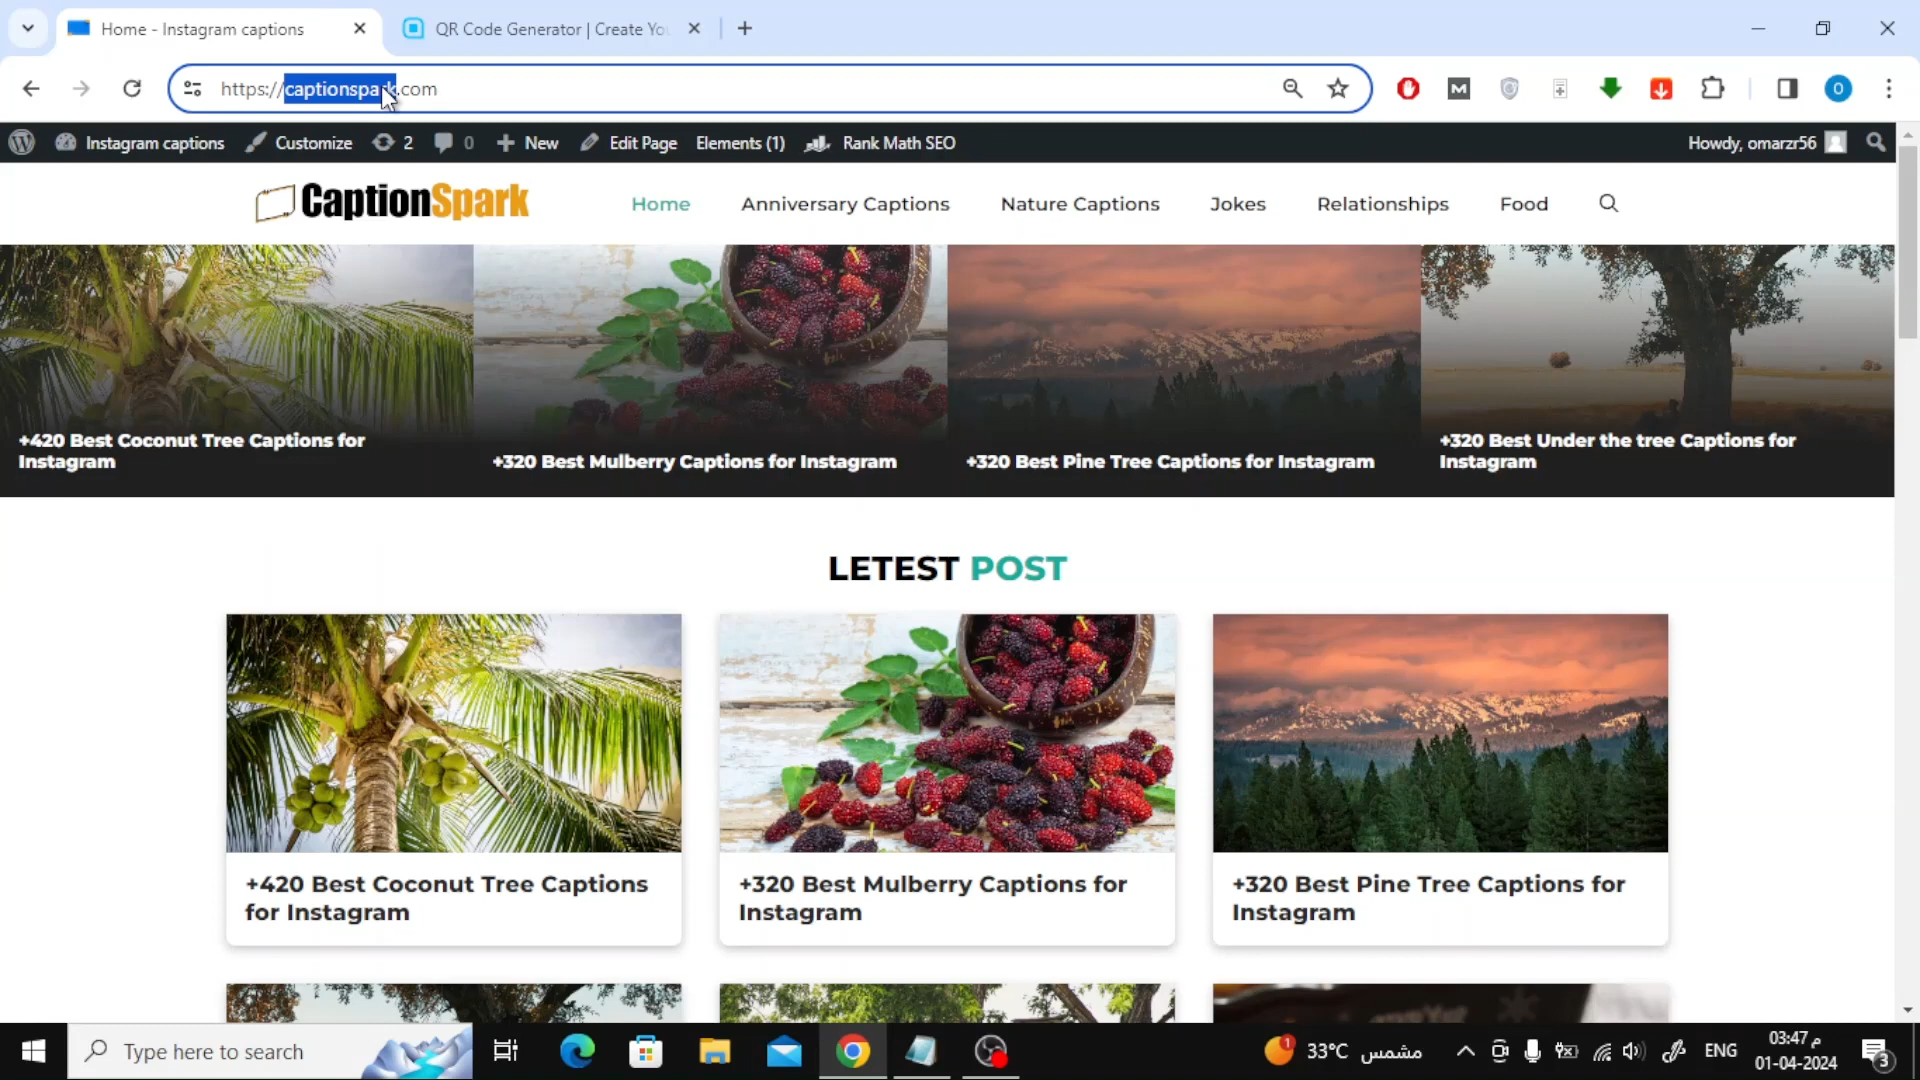 Home - Instagram captions
QR Code Generator | Create You
https://captionspark.com
Instagram captions
Customize
2
0
New
Edit Page
Elements (1)
Rank Math SEO
Howdy, omarzr56
CaptionSpark
Home
Anniversary Captions
Nature Captions
Jokes
Relationships
Food
+420 Best Coconut Tree Captions for
Instagram
+320 Best Mulberry Captions for Instagram
+320 Best Pine Tree Captions for Instagram
+320 Best Under the tree Captions for
Instagram
LETEST POST
+420 Best Coconut Tree Captions
for Instagram
+320 Best Mulberry Captions for
Instagram
+320 Best Pine Tree Captions for
Instagram
Type here to search
1
33°C مشمس
ENG
03:47 م
01-04-2024
3